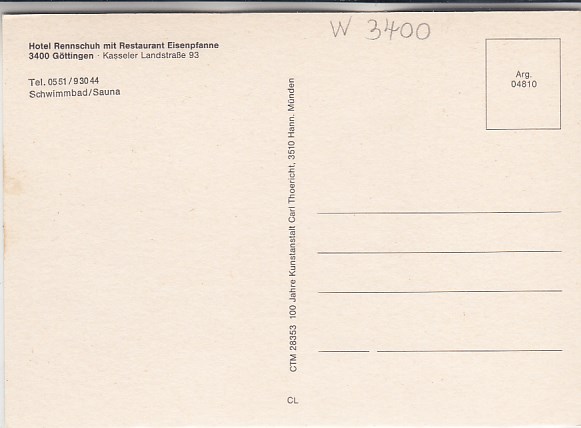 W 3400
Hotel Rennschuh mit Restaurant Eisenpfanne
3400 Göttingen · Kasseler Landstraße 93
Tel. 0551/93044
Schwimmbad/Sauna
CTM 28353 100 Jahre Kunstanstalt Carl Thoericht, 3510 Hann. Münden
Arg.
04810
CL